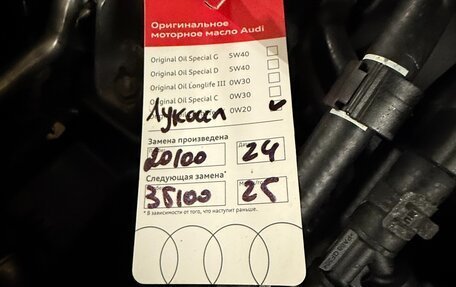 Оригинальное
моторное масло Audi
Original Oil Special G 5W40
Original Oil Special D 5W40
Original Oil Longlife III 0W30
Original Oil Special C 0W30
Лукойл 0W20
Замена произведена
20100 24
Следующая замена*
35100 25
* В зависимости от того, что наступит раньше.